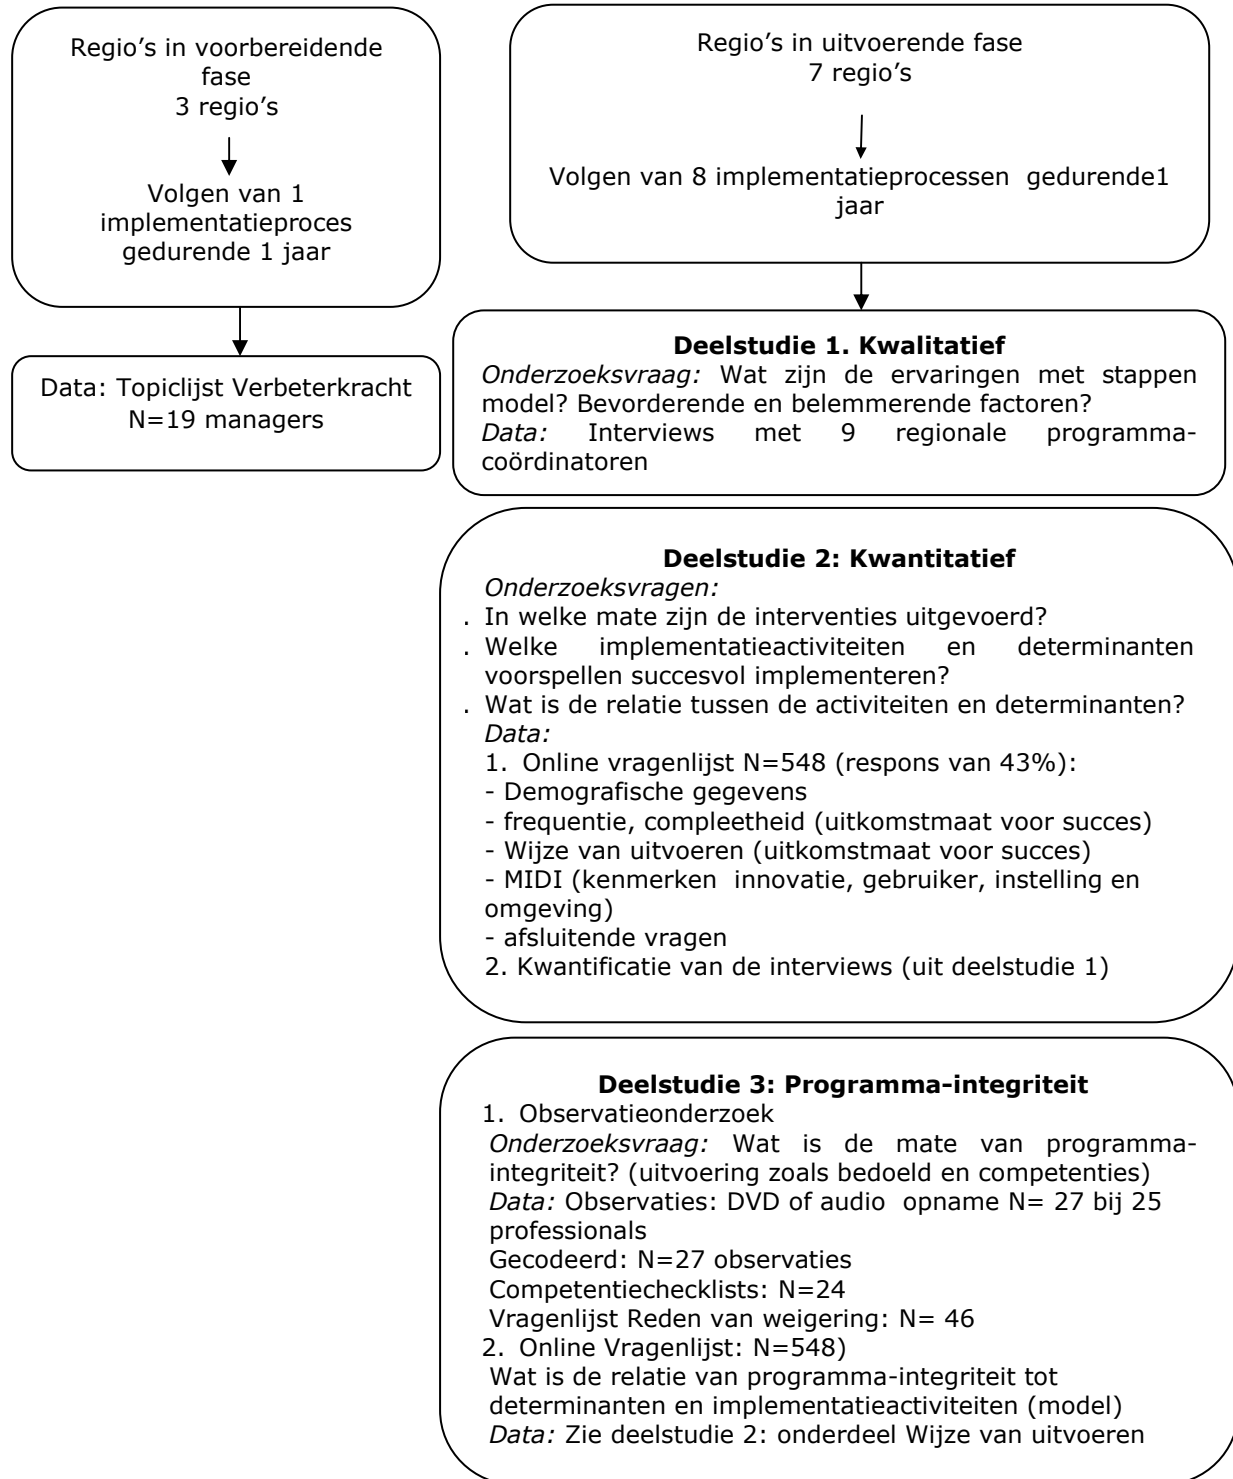 Regio's in voorbereidende
fase
3 regio's
Volgen van 1
implementatieproces
gedurende 1 jaar
Data: Topiclijst Verbeterkracht
N=19 managers
Regio's in uitvoerende fase
7 regio's
Volgen van 8 implementatieprocessen  gedurende1
jaar
Deelstudie 1. Kwalitatief
Onderzoeksvraag: Wat zijn de ervaringen met stappen
model? Bevorderende en belemmerende factoren?
Data: Interviews met 9 regionale programma-
coördinatoren
Deelstudie 2: Kwantitatief
Onderzoeksvragen:
. In welke mate zijn de interventies uitgevoerd?
. Welke implementatieactiviteiten en determinanten
voorspellen succesvol implementeren?
. Wat is de relatie tussen de activiteiten en determinanten?
Data:
1. Online vragenlijst N=548 (respons van 43%):
- Demografische gegevens
- frequentie, compleetheid (uitkomstmaat voor succes)
- Wijze van uitvoeren (uitkomstmaat voor succes)
- MIDI (kenmerken  innovatie, gebruiker, instelling en
omgeving)
- afsluitende vragen
2. Kwantificatie van de interviews (uit deelstudie 1)
Deelstudie 3: Programma-integriteit
1. Observatieonderzoek
Onderzoeksvraag: Wat is de mate van programma-
integriteit? (uitvoering zoals bedoeld en competenties)
Data: Observaties: DVD of audio  opname N= 27 bij 25
professionals
Gecodeerd: N=27 observaties
Competentiechecklists: N=24
Vragenlijst Reden van weigering: N= 46
2. Online Vragenlijst: N=548)
Wat is de relatie van programma-integriteit tot
determinanten en implementatieactiviteiten (model)
Data: Zie deelstudie 2: onderdeel Wijze van uitvoeren